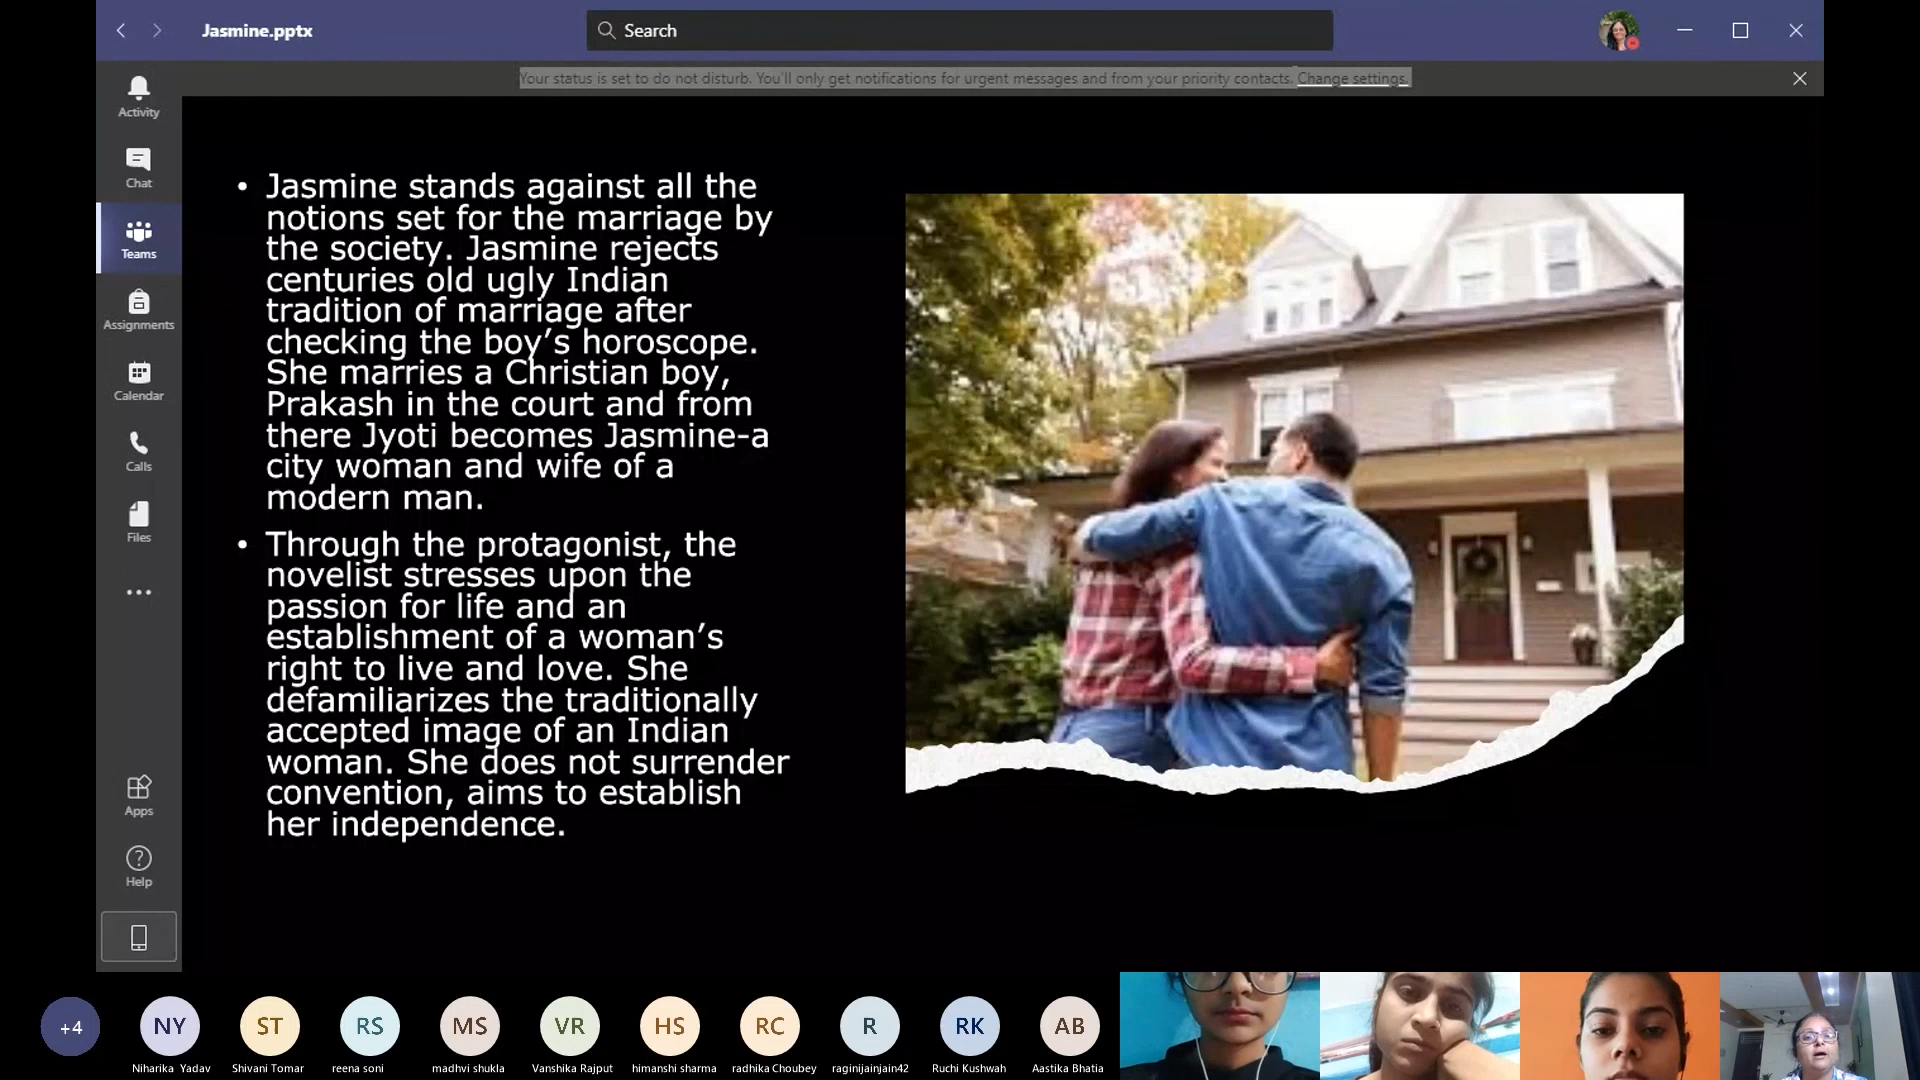 Jasmine.pptx
Search
Your status is set to do not disturb. You'll only get notifications for urgent messages and from your priority contacts. Change settings.
Activity
Chat
Teams
Assignments
Calendar
Calls
Files
Apps
Help
• Jasmine stands against all the
notions set for the marriage by
the society. Jasmine rejects
centuries old ugly Indian
tradition of marriage after
checking the boy's horoscope.
She marries a Christian boy,
Prakash in the court and from
there Jyoti becomes Jasmine-a
city woman and wife of a
modern man.
• Through the protagonist, the
novelist stresses upon the
passion for life and an
establishment of a woman's
right to live and love. She
defamiliarizes the traditionally
accepted image of an Indian
woman. She does not surrender
convention, aims to establish
her independence.
+4
NY
ST
RS
MS
VR
HS
RC
R
RK
AB
Niharika Yadav
Shivani Tomar
reena soni
madhvi shukla
Vanshika Rajput
himanshi sharma
radhika Choubey
raginijainjain42
Ruchi Kushwah
Aastika Bhatia